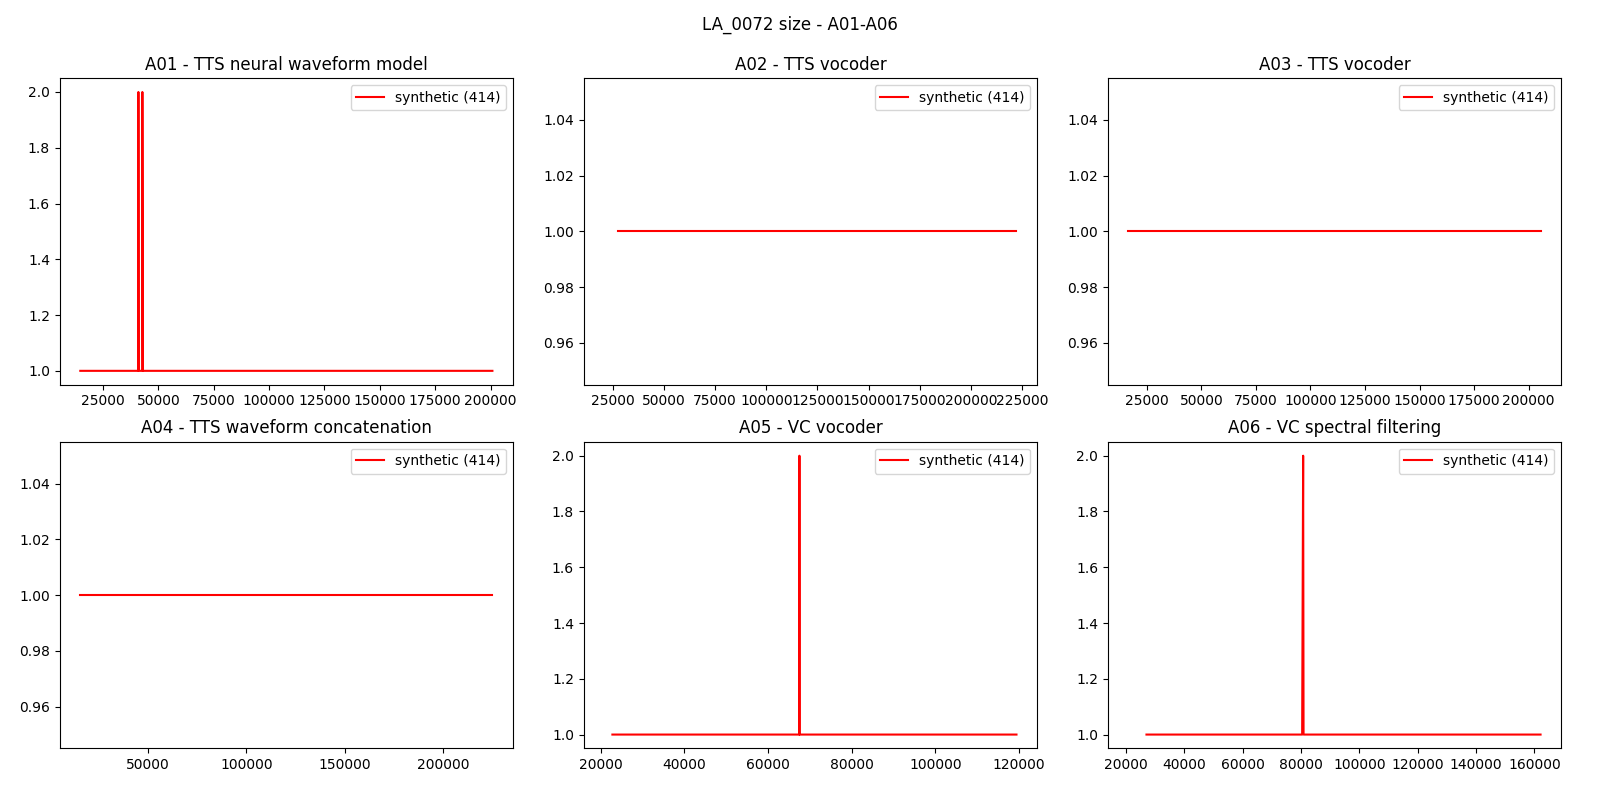 LA_0072 size - A01-A06
A01 - TTS neural waveform model
synthetic (414)
2.0
1.8
1.6
1.4
1.2
1.0
25000 50000 75000 100000 125000 150000 175000 200000
A02 - TTS vocoder
synthetic (414)
1.04
1.02
1.00
0.98
0.96
25000 50000 75000 100000 125000 150000 175000 200000 225000
A03 - TTS vocoder
synthetic (414)
1.04
1.02
1.00
0.98
0.96
25000 50000 75000 100000 125000 150000 175000 200000
A04 - TTS waveform concatenation
synthetic (414)
1.04
1.02
1.00
0.98
0.96
50000 100000 150000 200000
A05 - VC vocoder
synthetic (414)
2.0
1.8
1.6
1.4
1.2
1.0
20000 40000 60000 80000 100000 120000
A06 - VC spectral filtering
synthetic (414)
2.0
1.8
1.6
1.4
1.2
1.0
20000 40000 60000 80000 100000 120000 140000 160000